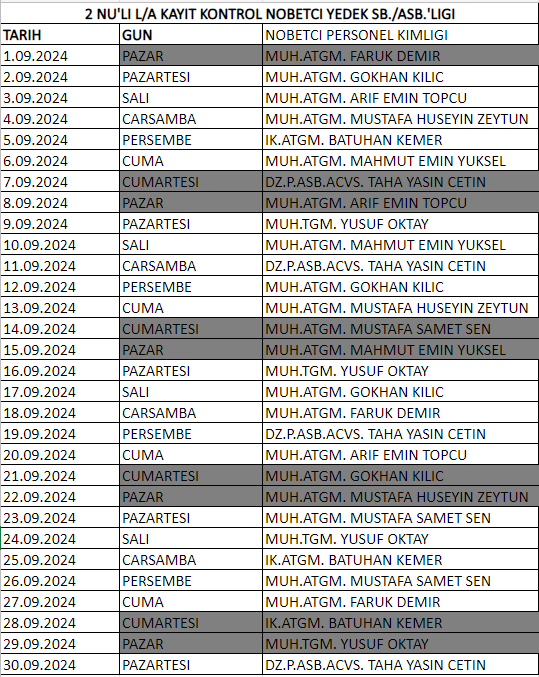 2 NU'LI L/A KAYIT KONTROL NOBETCI YEDEK SB./ASB.'LIGI
TARIH GUN NOBETCI PERSONEL KIMLIGI
1.09.2024 PAZAR MUH.ATGM. FARUK DEMIR
2.09.2024 PAZARTESI MUH.ATGM. GOKHAN KILIC
3.09.2024 SALI MUH.ATGM. ARIF EMIN TOPCU
4.09.2024 CARSAMBA MUH.ATGM. MUSTAFA HUSEYIN ZEYTUN
5.09.2024 PERSEMBE IK.ATGM. BATUHAN KEMER
6.09.2024 CUMA MUH.ATGM. MAHMUT EMIN YUKSEL
7.09.2024 CUMARTESI DZ.P.ASB.ACVS. TAHA YASIN CETIN
8.09.2024 PAZAR MUH.ATGM. ARIF EMIN TOPCU
9.09.2024 PAZARTESI MUH.TGM. YUSUF OKTAY
10.09.2024 SALI MUH.ATGM. MAHMUT EMIN YUKSEL
11.09.2024 CARSAMBA DZ.P.ASB.ACVS. TAHA YASIN CETIN
12.09.2024 PERSEMBE MUH.ATGM. GOKHAN KILIC
13.09.2024 CUMA MUH.ATGM. MUSTAFA HUSEYIN ZEYTUN
14.09.2024 CUMARTESI MUH.ATGM. MUSTAFA SAMET SEN
15.09.2024 PAZAR MUH.ATGM. MAHMUT EMIN YUKSEL
16.09.2024 PAZARTESI MUH.TGM. YUSUF OKTAY
17.09.2024 SALI MUH.ATGM. GOKHAN KILIC
18.09.2024 CARSAMBA MUH.ATGM. FARUK DEMIR
19.09.2024 PERSEMBE DZ.P.ASB.ACVS. TAHA YASIN CETIN
20.09.2024 CUMA MUH.ATGM. ARIF EMIN TOPCU
21.09.2024 CUMARTESI MUH.ATGM. GOKHAN KILIC
22.09.2024 PAZAR MUH.ATGM. MUSTAFA HUSEYIN ZEYTUN
23.09.2024 PAZARTESI MUH.ATGM. MUSTAFA SAMET SEN
24.09.2024 SALI MUH.TGM. YUSUF OKTAY
25.09.2024 CARSAMBA IK.ATGM. BATUHAN KEMER
26.09.2024 PERSEMBE MUH.ATGM. MUSTAFA SAMET SEN
27.09.2024 CUMA MUH.ATGM. FARUK DEMIR
28.09.2024 CUMARTESI IK.ATGM. BATUHAN KEMER
29.09.2024 PAZAR MUH.TGM. YUSUF OKTAY
30.09.2024 PAZARTESI DZ.P.ASB.ACVS. TAHA YASIN CETIN